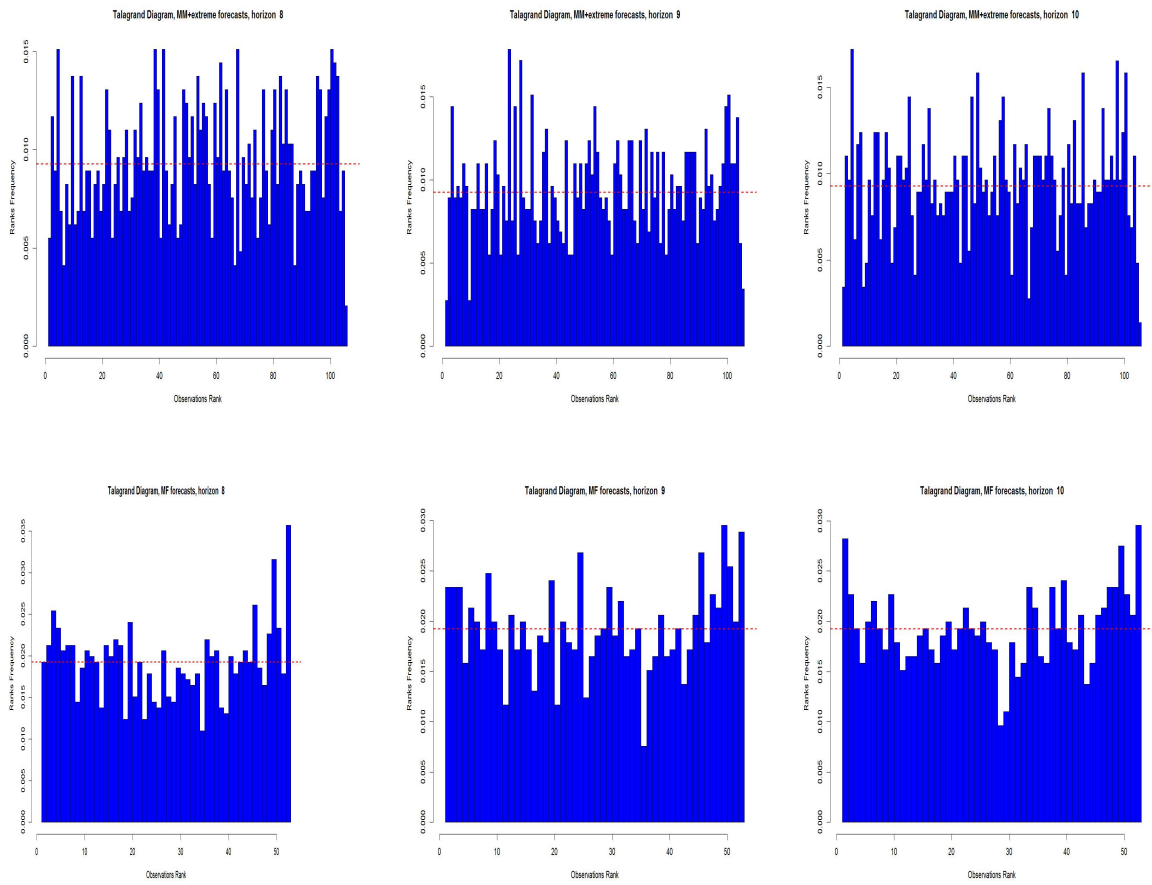 Talagrand Diagram, MM+extreme forecasts, horizon 8
Ranks Frequency
0.000 0.005 0.010 0.015
0 20 40 60 80 100
Observations Rank
Talagrand Diagram, MM+extreme forecasts, horizon 9
Ranks Frequency
0.000 0.005 0.010 0.015
0 20 40 60 80 100
Observations Rank
Talagrand Diagram, MM+extreme forecasts, horizon 10
Ranks Frequency
0.000 0.005 0.010 0.015
0 20 40 60 80 100
Observations Rank
Talagrand Diagram, MF forecasts, horizon 8
Ranks Frequency
0.000 0.005 0.010 0.015 0.020 0.025 0.030 0.035
0 10 20 30 40 50
Observations Rank
Talagrand Diagram, MF forecasts, horizon 9
Ranks Frequency
0.000 0.005 0.010 0.015 0.020 0.025 0.030
0 10 20 30 40 50
Observations Rank
Talagrand Diagram, MF forecasts, horizon 10
Ranks Frequency
0.000 0.005 0.010 0.015 0.020 0.025 0.030
0 10 20 30 40 50
Observations Rank